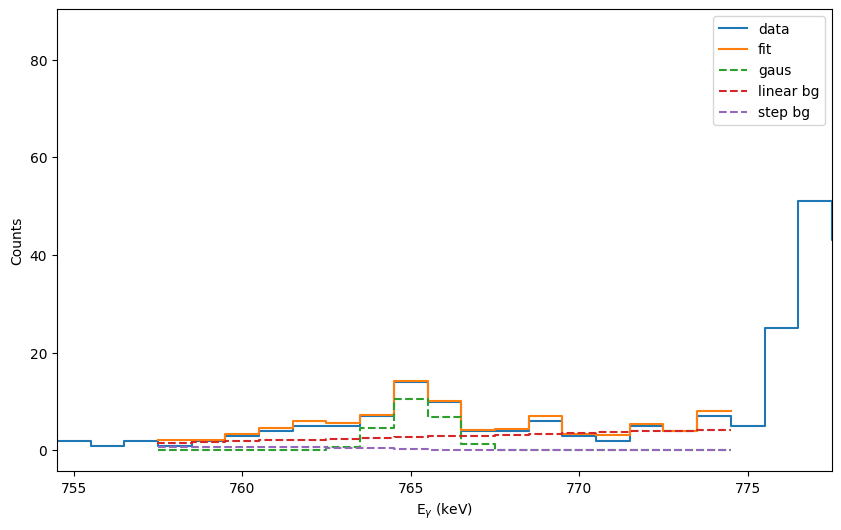 data
fit
gaus
linear bg
step bg
80
60
40
20
0
Counts
755 760 765 770 775
Eγ (keV)